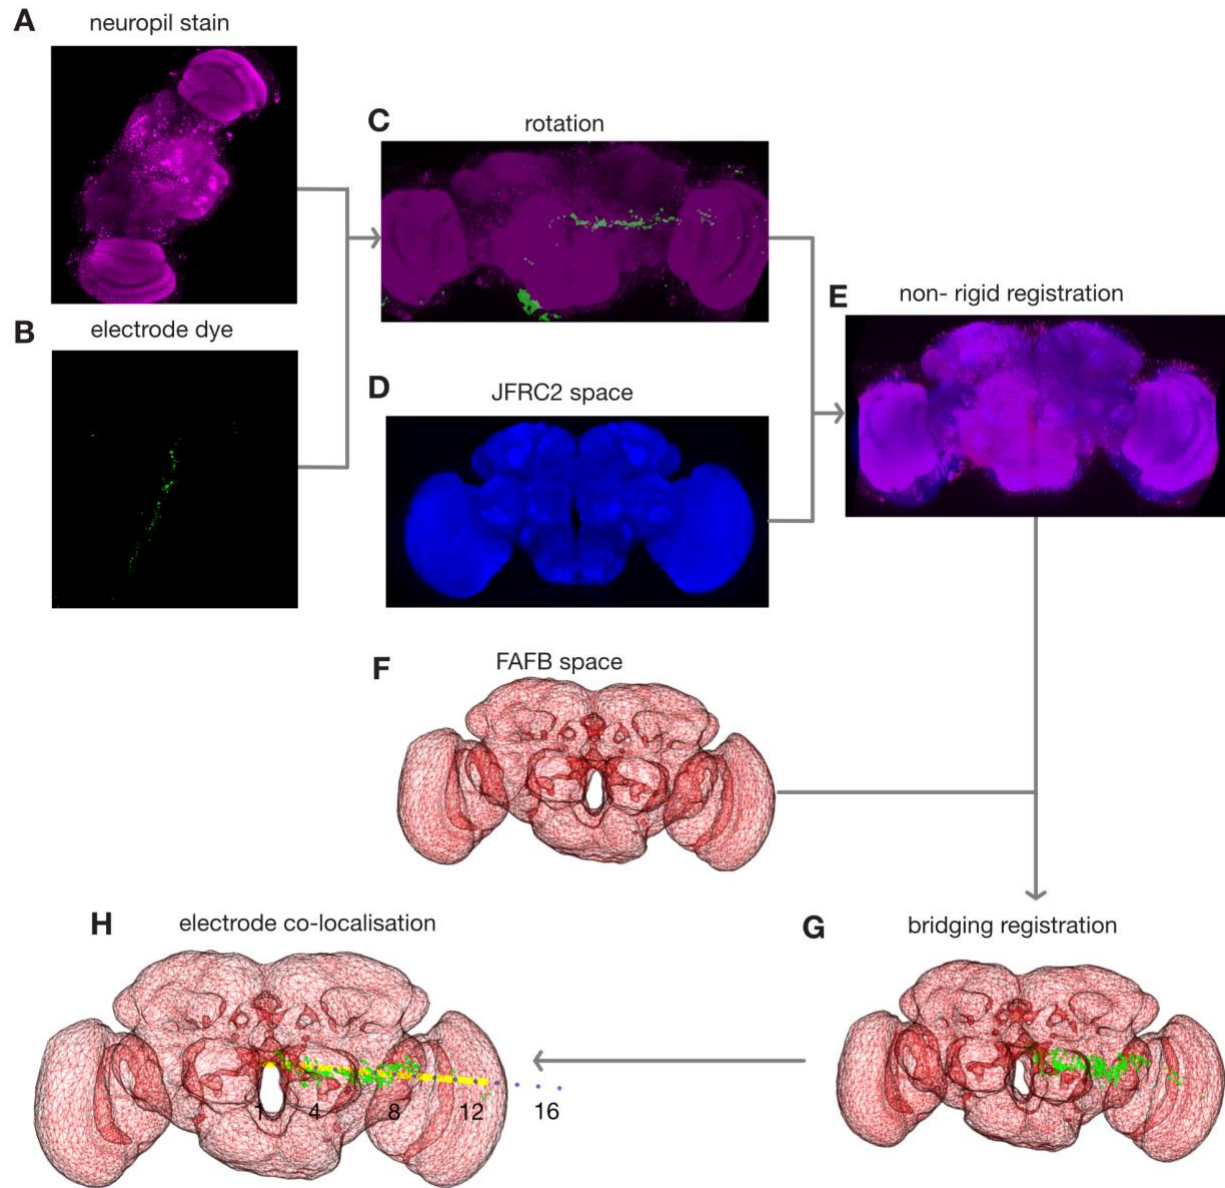 A
neuropil stain
C
rotation
B
electrode dye
E
non- rigid registration
D
JFRC2 space
F
FAFB space
H
electrode co-localisation
G
bridging registration
1 4 8 12 16